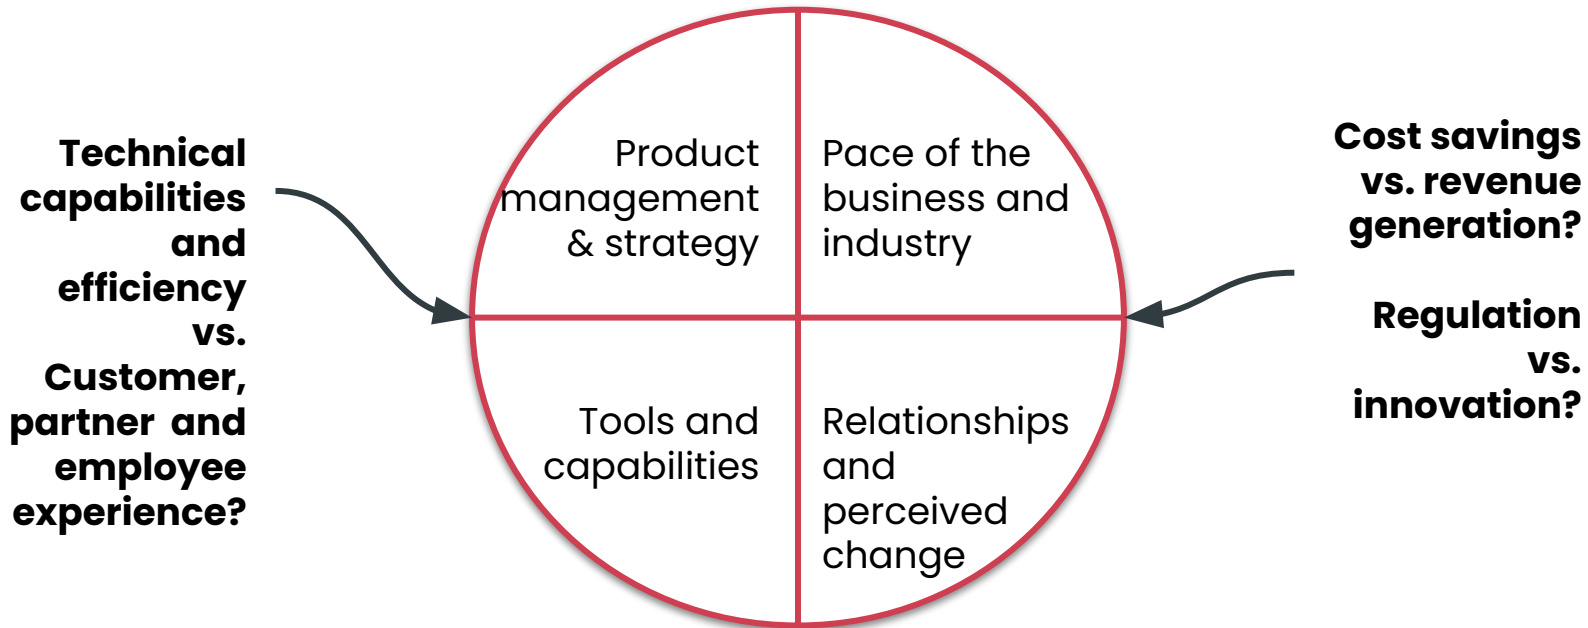 Technical
capabilities
and
efficiency
vs.
Customer,
partner and
employee
experience?
Product
management
& strategy
Pace of the
business and
industry
Tools and
capabilities
Relationships
and
perceived
change
Cost savings
vs. revenue
generation?
Regulation
vs.
innovation?